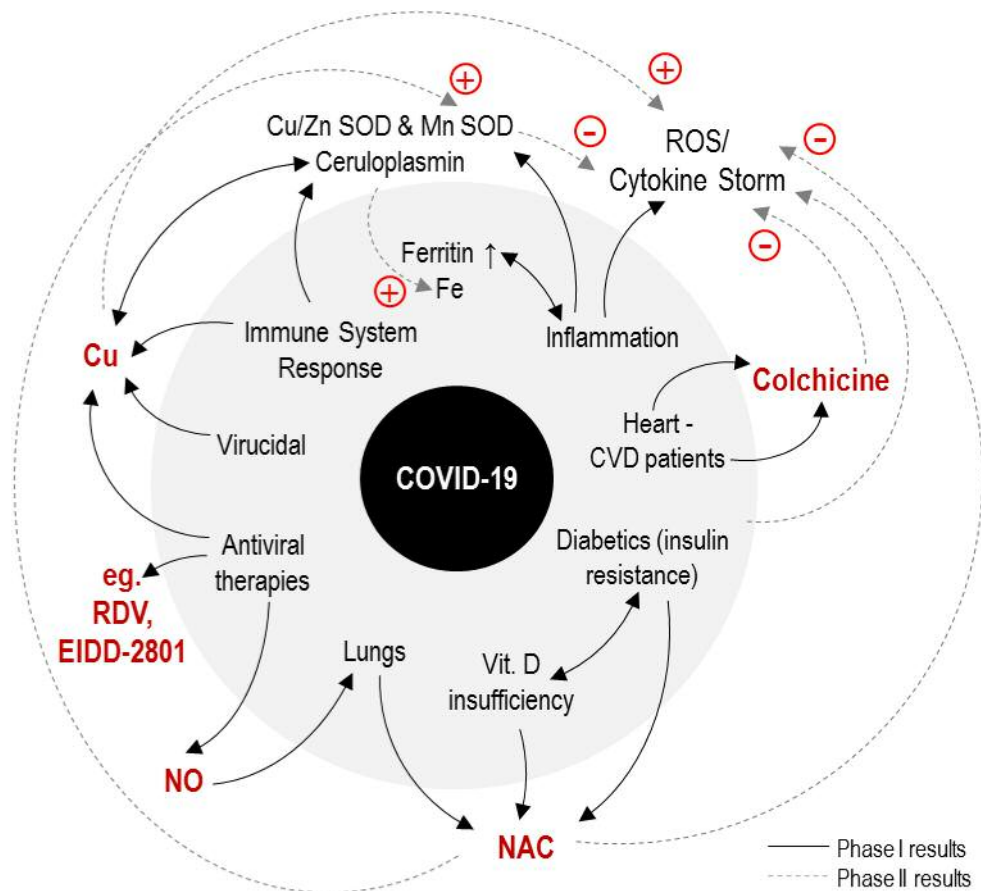 +
+
Cu/Zn SOD & Mn SOD
Ceruloplasmin
-
ROS/
Cytokine Storm
-
-
Ferritin ↑
Fe
+
Immune System
Response
Inflammation
Cu
Colchicine
Heart -
CVD patients
Virucidal
COVID-19
Antiviral
therapies
Diabetics (insulin
resistance)
eg.
RDV,
EIDD-2801
Lungs
Vit. D
insufficiency
NO
NAC
Phase I results
Phase II results